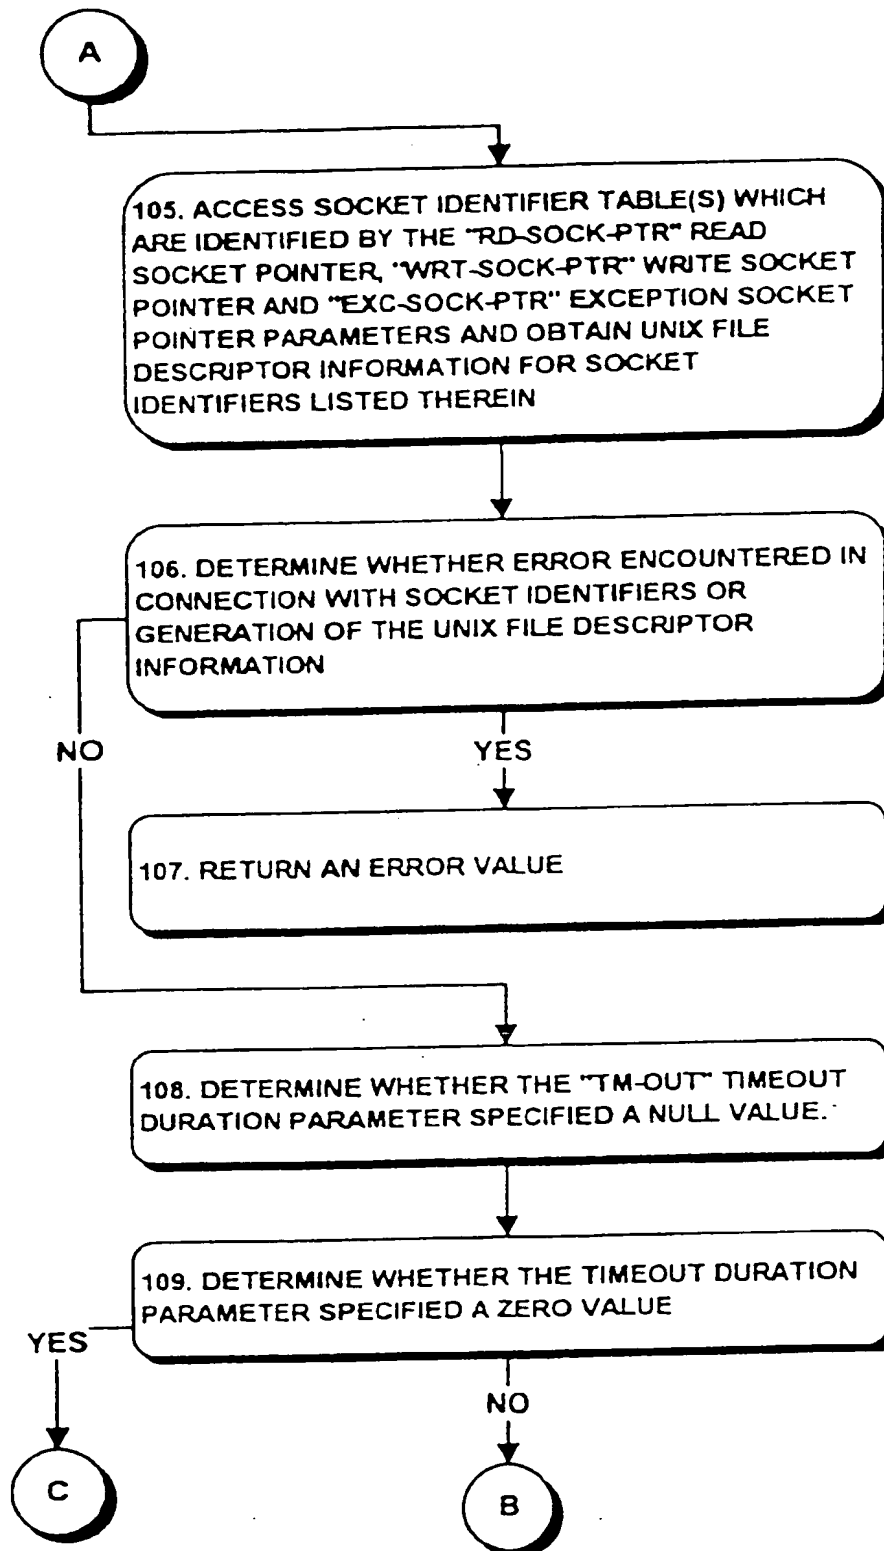 A
105. ACCESS SOCKET IDENTIFIER TABLE(S) WHICH
ARE IDENTIFIED BY THE "RD-SOCK-PTR" READ
SOCKET POINTER, "WRT-SOCK-PTR" WRITE SOCKET
POINTER AND "EXC-SOCK-PTR" EXCEPTION SOCKET
POINTER PARAMETERS AND OBTAIN UNIX FILE
DESCRIPTOR INFORMATION FOR SOCKET
IDENTIFIERS LISTED THEREIN
106. DETERMINE WHETHER ERROR ENCOUNTERED IN
CONNECTION WITH SOCKET IDENTIFIERS OR
GENERATION OF THE UNIX FILE DESCRIPTOR
INFORMATION
NO
YES
107. RETURN AN ERROR VALUE
108. DETERMINE WHETHER THE "TM-OUT" TIMEOUT
DURATION PARAMETER SPECIFIED A NULL VALUE.
109. DETERMINE WHETHER THE TIMEOUT DURATION
PARAMETER SPECIFIED A ZERO VALUE
YES
NO
C
B